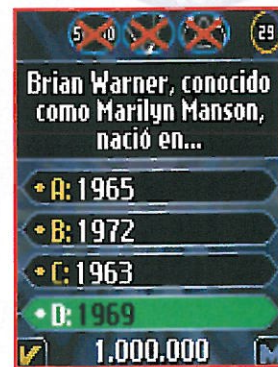 29
Brian Warner, conocido
como Marilyn Manson,
nació en...
• A: 1965
• B: 1972
• C: 1963
• D: 1969
1.000.000